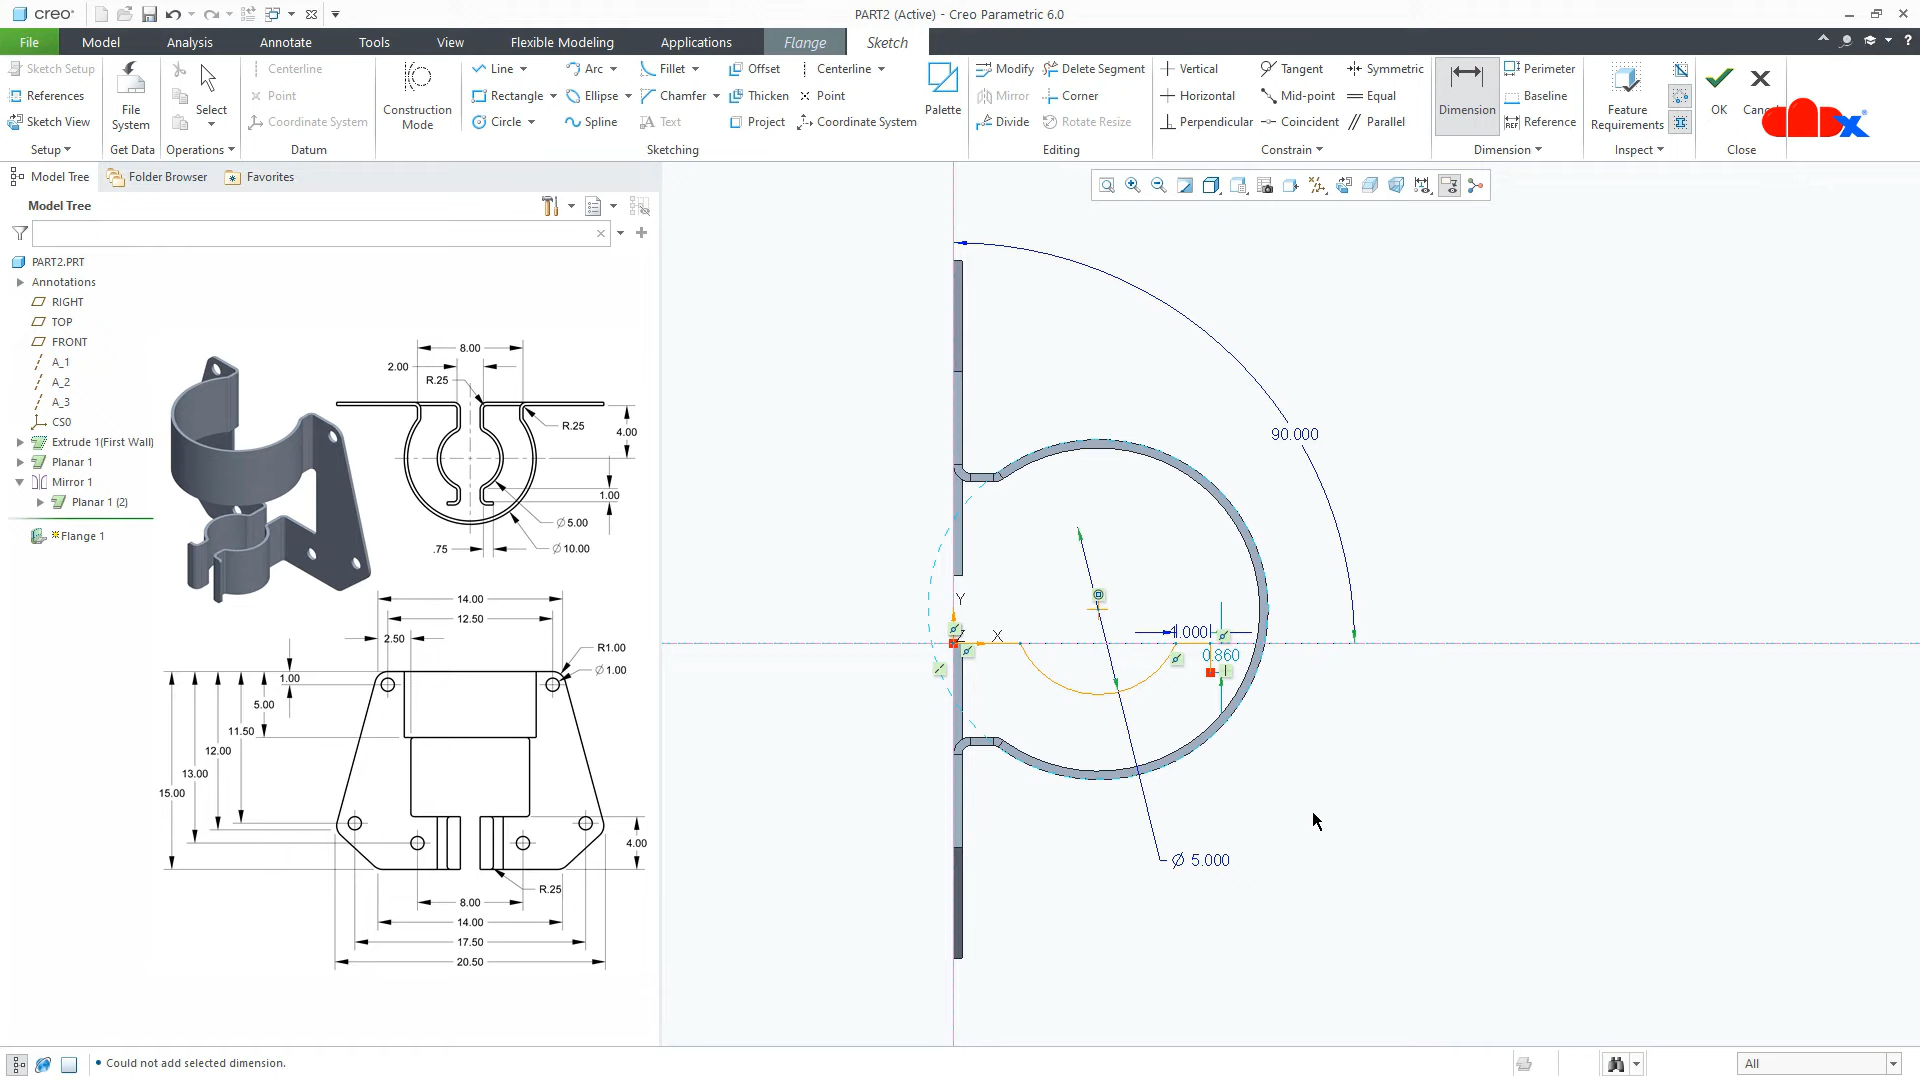 creo
PART2 (Active) - Creo Parametric 6.0
File Model Analysis Annotate Tools View Flexible Modeling Applications Flange Sketch
Sketch Setup
References
Sketch View
Setup
File System
Get Data
Select
Operations
Centerline
Point
Coordinate System
Datum
Construction Mode
Line Arc Fillet Offset Centerline
Rectangle Ellipse Chamfer Thicken Point
Circle Spline Text Project Coordinate System
Palette
Sketching
Modify Delete Segment
Mirror Corner
Divide Rotate Resize
Editing
Vertical Tangent Symmetric
Horizontal Mid-point Equal
Perpendicular Coincident Parallel
Constrain
Dimension
Perimeter
Baseline
Reference
Dimension
Feature Requirements
Inspect
OK
Close
Model Tree Folder Browser Favorites
Model Tree
PART2.PRT
Annotations
RIGHT
TOP
FRONT
A_1
A_2
A_3
CS0
Extrude 1(First Wall)
Planar 1
Mirror 1
Planar 1 (2)
Flange 1
8.00
2.00
R.25
R.25
4.00
1.00
Ø5.00
.75
Ø10.00
14.00
12.50
2.50
R1.00
Ø1.00
1.00
5.00
11.50
12.00
13.00
15.00
4.00
R.25
8.00
14.00
17.50
20.50
90.000
Y
X
1.000
0.860
Ø 5.000
Could not add selected dimension.
All